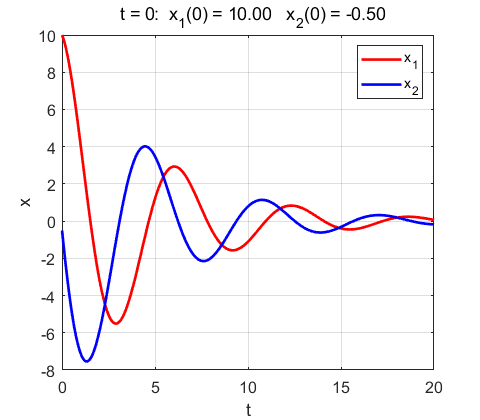 t = 0: x₁(0) = 10.00 x₂(0) = -0.50
10
8
6
4
2
0
-2
-4
-6
-8
x
x₁
x₂
0 5 10 15 20
t